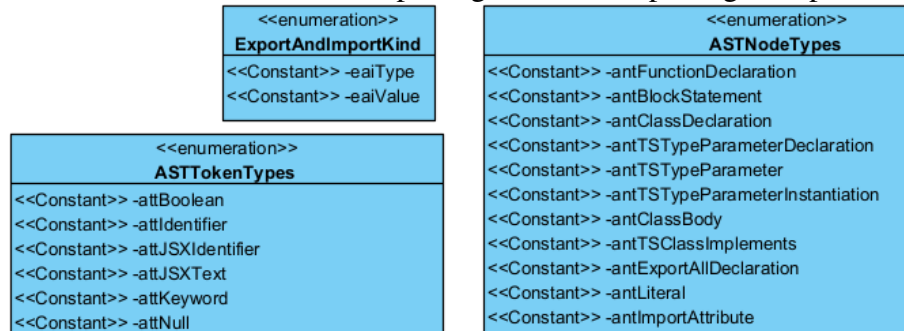 <<enumeration>>
ExportAndImportKind
<<Constant>> -eaiType
<<Constant>> -eaiValue
<<enumeration>>
ASTTokenTypes
<<Constant>> -attBoolean
<<Constant>> -attIdentifier
<<Constant>> -attJSXIdentifier
<<Constant>> -attJSXText
<<Constant>> -attKeyword
<<Constant>> -attNull
<<enumeration>>
ASTNodeTypes
<<Constant>> -antFunctionDeclaration
<<Constant>> -antBlockStatement
<<Constant>> -antClassDeclaration
<<Constant>> -antTSTypeParameterDeclaration
<<Constant>> -antTSTypeParameter
<<Constant>> -antTSTypeParameterInstantiation
<<Constant>> -antClassBody
<<Constant>> -antTSClassImplements
<<Constant>> -antExportAllDeclaration
<<Constant>> -antLiteral
<<Constant>> -antImportAttribute